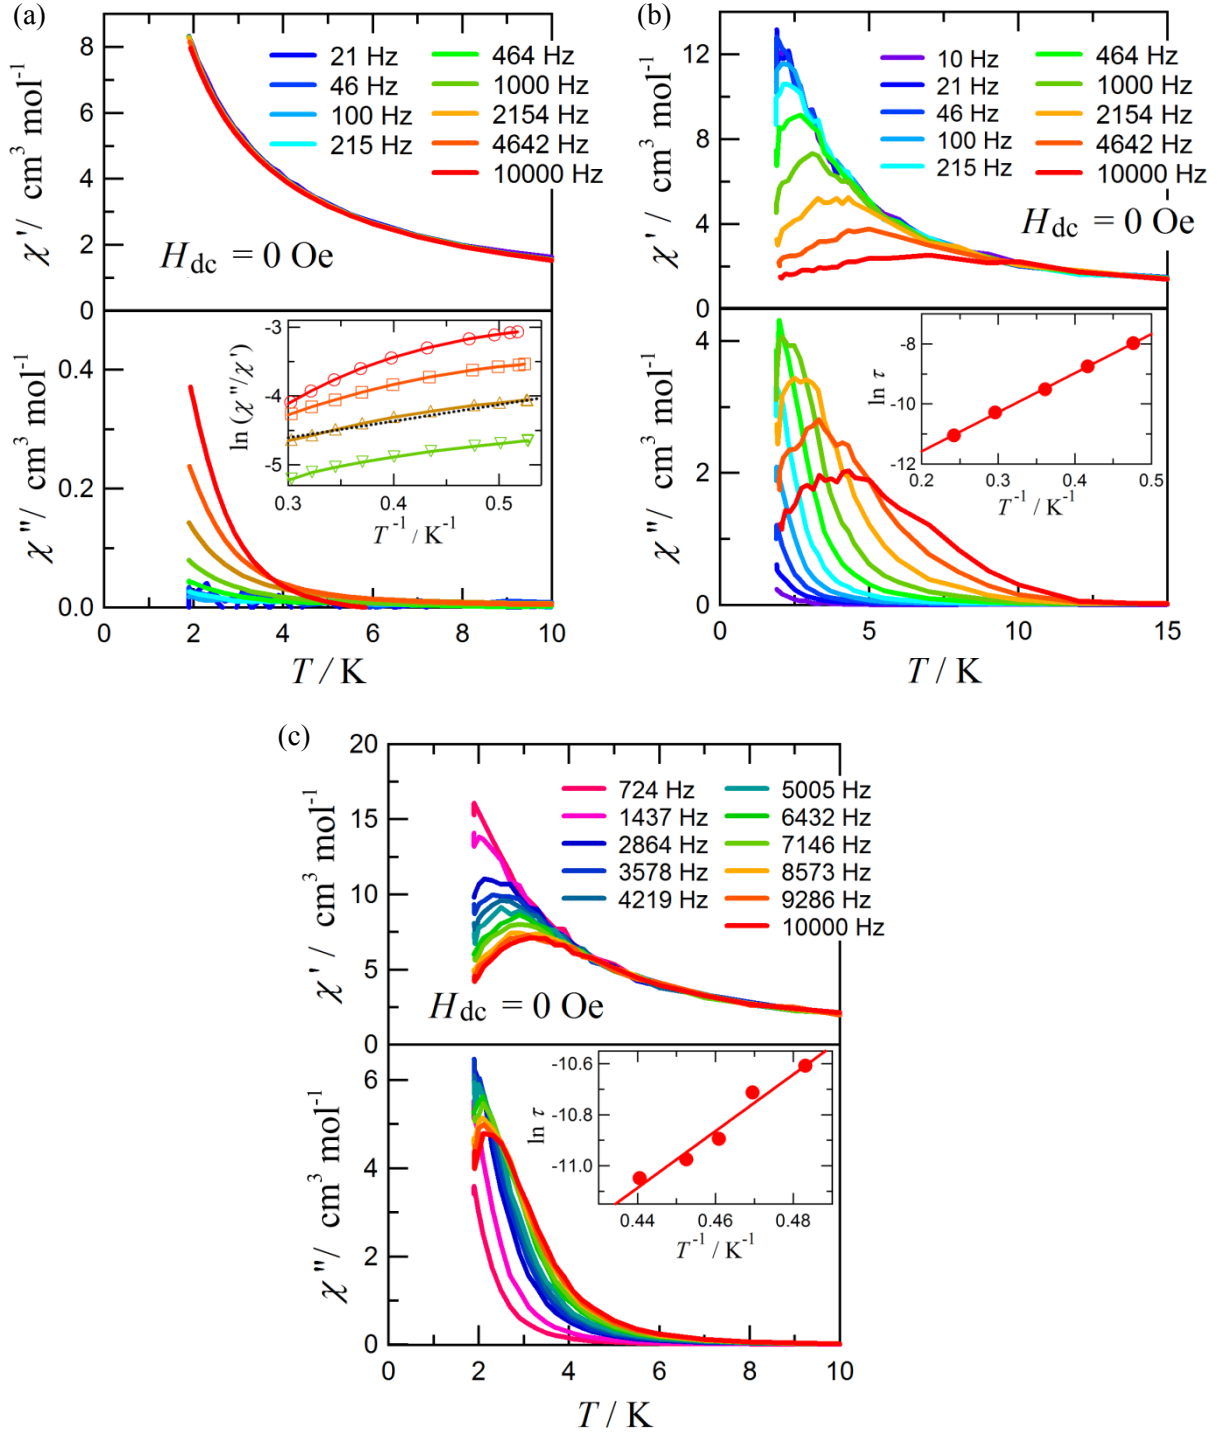 (a)
8
6
4
2
0
χ'/ cm³ mol⁻¹
21 Hz
46 Hz
100 Hz
215 Hz
464 Hz
1000 Hz
2154 Hz
4642 Hz
10000 Hz
H_dc = 0 Oe
0.4
0.2
0.0
χ"/ cm³ mol⁻¹
-3
-4
-5
ln (χ"/χ')
0.3
0.4
0.5
T⁻¹ / K⁻¹
0
2
4
6
8
10
T / K
(b)
12
9
6
3
0
χ'/ cm³ mol⁻¹
10 Hz
21 Hz
46 Hz
100 Hz
215 Hz
464 Hz
1000 Hz
2154 Hz
4642 Hz
10000 Hz
H_dc = 0 Oe
4
2
0
χ"/ cm³ mol⁻¹
-8
-10
-12
ln τ
0.2
0.3
0.4
0.5
T⁻¹ / K⁻¹
0
5
10
15
T / K
(c)
20
15
10
5
0
χ' / cm³ mol⁻¹
724 Hz
1437 Hz
2864 Hz
3578 Hz
4219 Hz
5005 Hz
6432 Hz
7146 Hz
8573 Hz
9286 Hz
10000 Hz
H_dc = 0 Oe
6
4
2
0
χ"/ cm³ mol⁻¹
-10.6
-10.8
-11.0
ln τ
0.44
0.46
0.48
T⁻¹ / K⁻¹
0
2
4
6
8
10
T / K